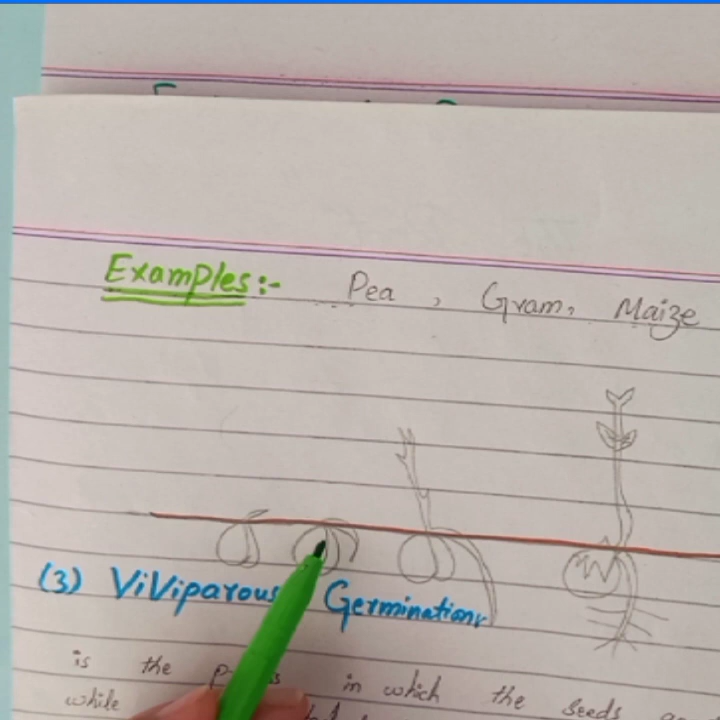 Examples:- Pea, Gram, Maize
(3) Viviparous Germination
is the in which the seeds
while